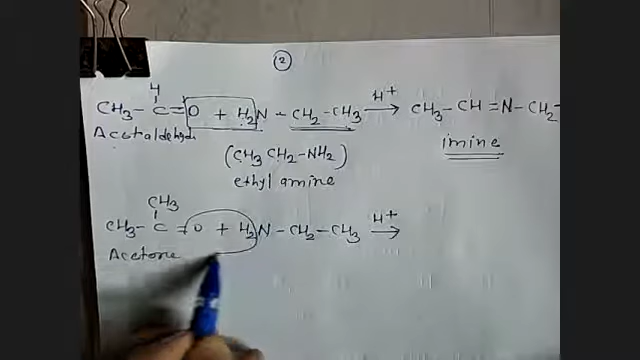 2
H
CH3 - C = O + H2N - CH2 - CH3 H+ → CH3 - CH = N - CH2 -
Acetaldehyde
imine
(CH3 CH2 - NH2)
ethyl amine
CH3
CH3 - C = O + H2N - CH2 - CH3 H+ →
Acetone